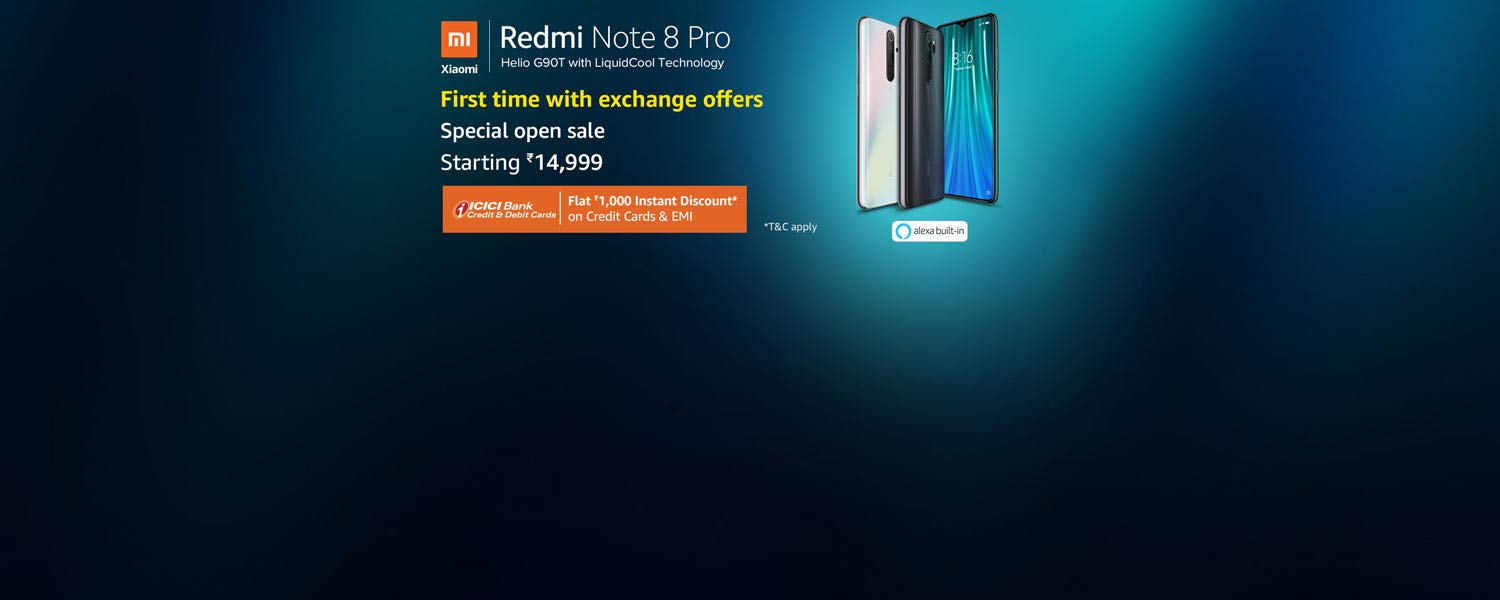 mi
Xiaomi
Redmi Note 8 Pro
Helio G90T with LiquidCool Technology
First time with exchange offers
Special open sale
Starting ₹14,999
ICICI Bank
Credit & Debit Cards
Flat ₹1,000 Instant Discount*
on Credit Cards & EMI
*T&C apply
8:16
alexa built-in